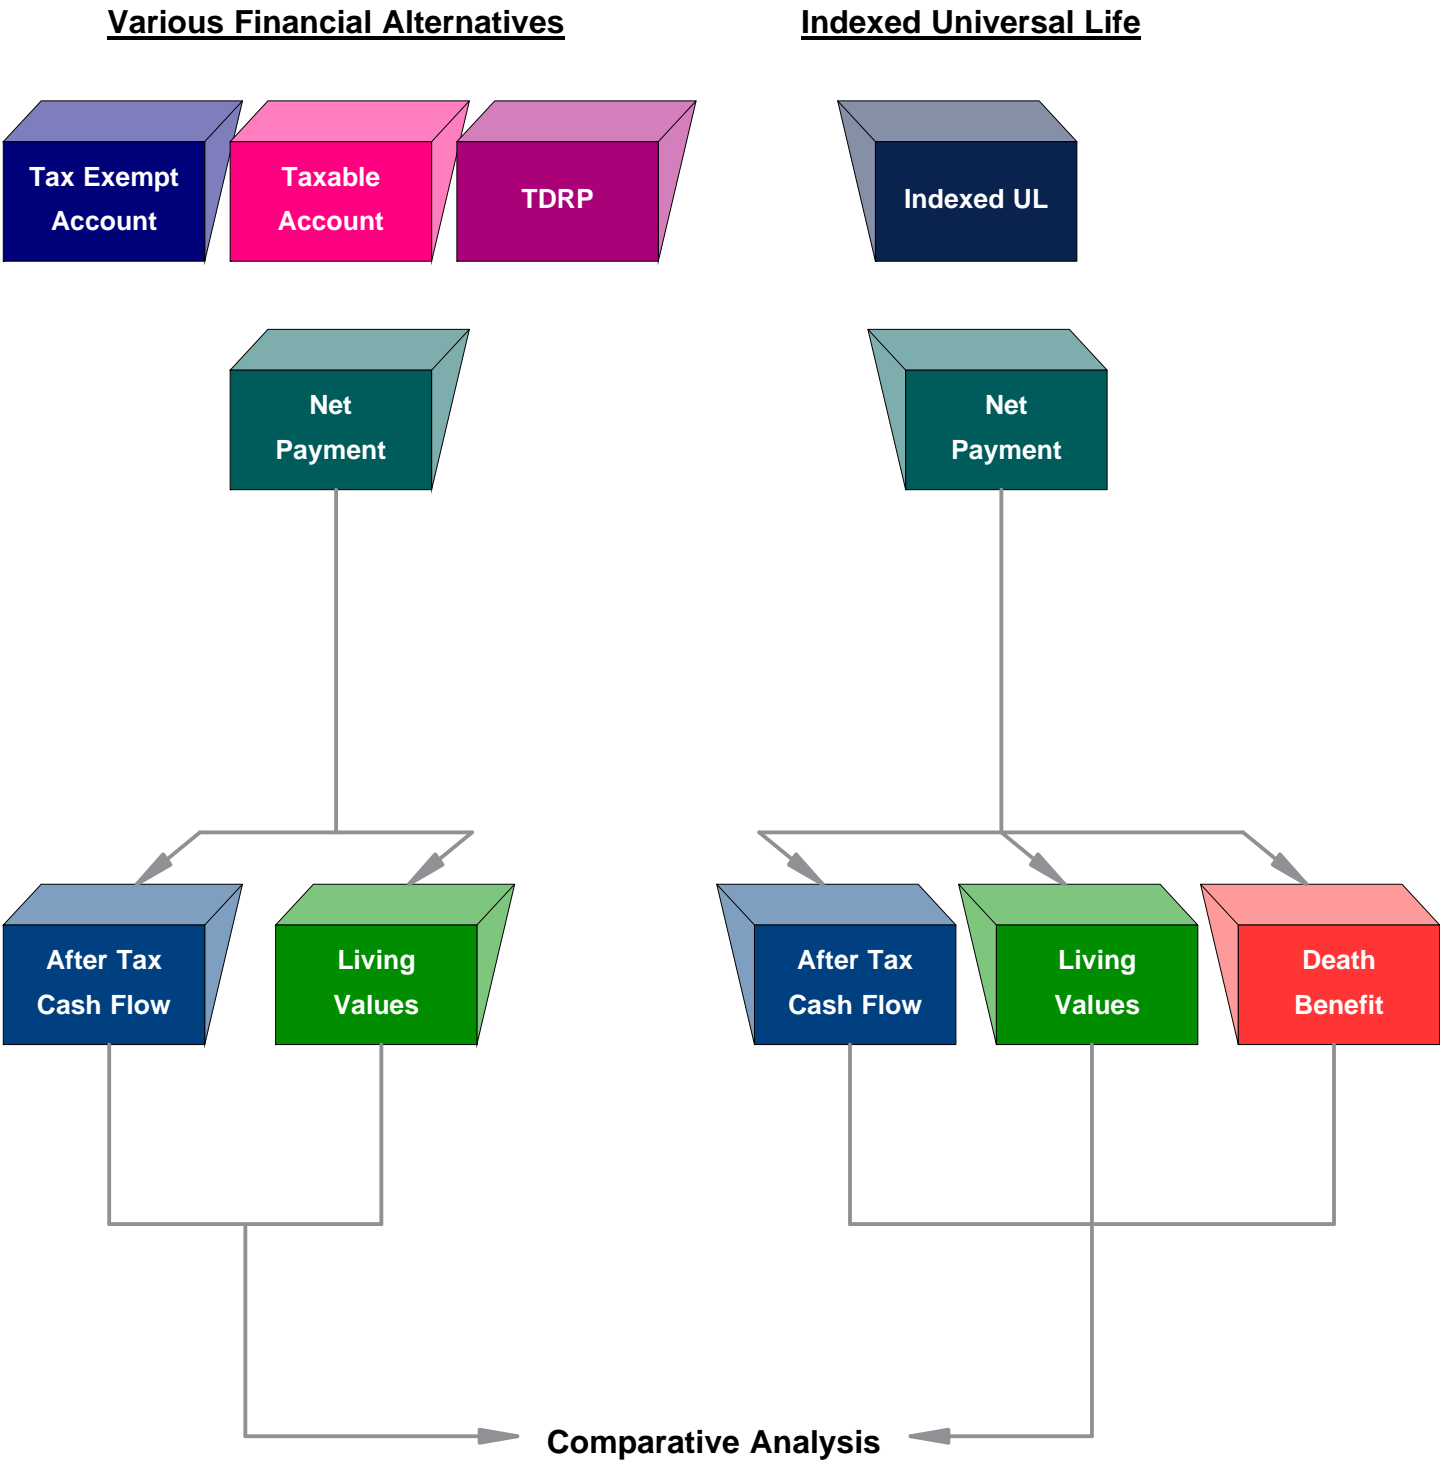 Various Financial Alternatives
Indexed Universal Life
Tax Exempt
Account
Taxable
Account
TDRP
Indexed UL
Net
Payment
Net
Payment
After Tax
Cash Flow
Living
Values
After Tax
Cash Flow
Living
Values
Death
Benefit
Comparative Analysis